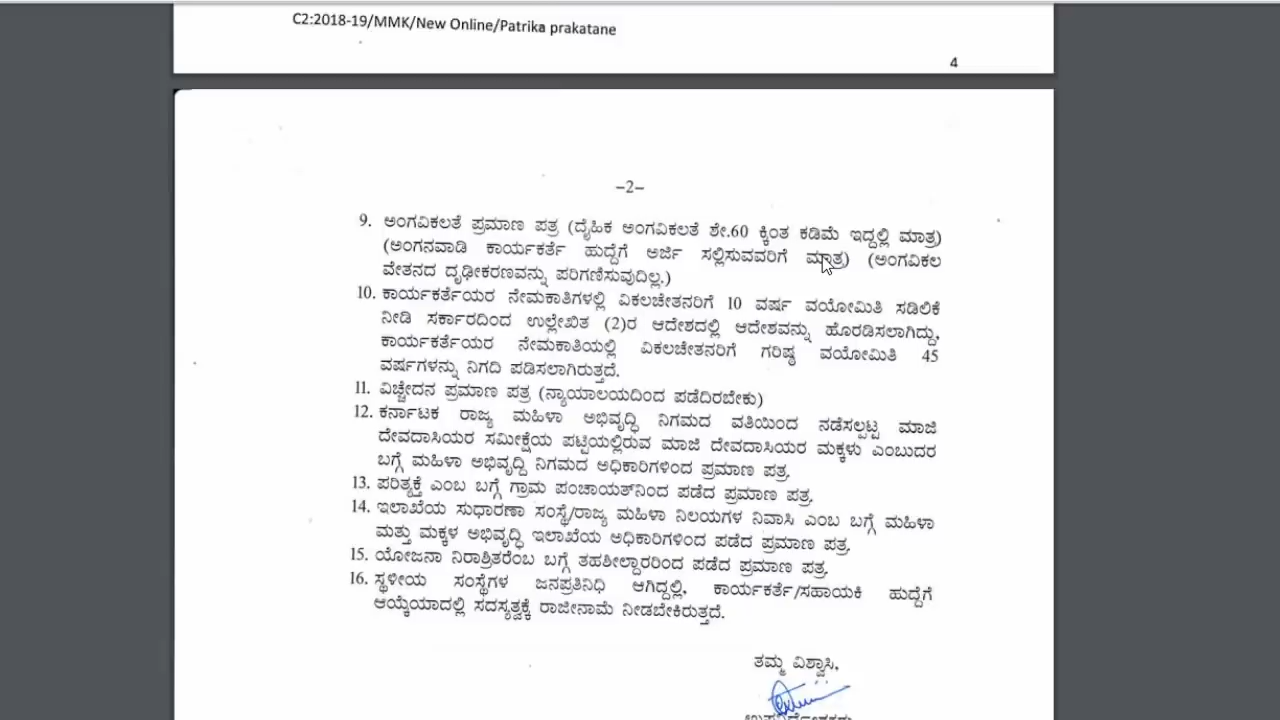 C2:2018-19/MMK/New Online/Patrika prakatane
4
–2–
9. ಅಂಗವಿಕಲತೆ ಪ್ರಮಾಣ ಪತ್ರ (ದೈಹಿಕ ಅಂಗವಿಕಲತೆ ಶೇ.60 ಕ್ಕಿಂತ ಕಡಿಮೆ ಇದ್ದಲ್ಲಿ ಮಾತ್ರ)
(ಅಂಗನವಾಡಿ ಕಾರ್ಯಕರ್ತೆ ಹುದ್ದೆಗೆ ಅರ್ಜಿ ಸಲ್ಲಿಸುವವರಿಗೆ ಮಾತ್ರ) (ಅಂಗವಿಕಲ
ವೇತನದ ದೃಢೀಕರಣವನ್ನು ಪರಿಗಣಿಸುವುದಿಲ್ಲ.)
10. ಕಾರ್ಯಕರ್ತೆಯರ ನೇಮಕಾತಿಗಳಲ್ಲಿ ವಿಕಲಚೇತನರಿಗೆ 10 ವರ್ಷ ವಯೋಮಿತಿ ಸಡಿಲಿಕೆ
ನೀಡಿ ಸರ್ಕಾರದಿಂದ ಉಲ್ಲೇಖಿತ (2)ರ ಆದೇಶದಲ್ಲಿ ಆದೇಶವನ್ನು ಹೊರಡಿಸಲಾಗಿದ್ದು,
ಕಾರ್ಯಕರ್ತೆಯರ ನೇಮಕಾತಿಯಲ್ಲಿ ವಿಕಲಚೇತನರಿಗೆ ಗರಿಷ್ಠ ವಯೋಮಿತಿ 45
ವರ್ಷಗಳನ್ನು ನಿಗದಿ ಪಡಿಸಲಾಗಿರುತ್ತದೆ.
11. ವಿಚ್ಛೇದನ ಪ್ರಮಾಣ ಪತ್ರ (ನ್ಯಾಯಾಲಯದಿಂದ ಪಡೆದಿರಬೇಕು)
12. ಕರ್ನಾಟಕ ರಾಜ್ಯ ಮಹಿಳಾ ಅಭಿವೃದ್ಧಿ ನಿಗಮದ ವತಿಯಿಂದ ನಡೆಸಲ್ಪಟ್ಟ ಮಾಜಿ
ದೇವದಾಸಿಯರ ಸಮೀಕ್ಷೆಯ ಪಟ್ಟಿಯಲ್ಲಿರುವ ಮಾಜಿ ದೇವದಾಸಿಯರ ಮಕ್ಕಳು ಎಂಬುದರ
ಬಗ್ಗೆ ಮಹಿಳಾ ಅಭಿವೃದ್ದಿ ನಿಗಮದ ಅಧಿಕಾರಿಗಳಿಂದ ಪ್ರಮಾಣ ಪತ್ರ.
13. ಪರಿತ್ಯಕ್ತೆ ಎಂಬ ಬಗ್ಗೆ ಗ್ರಾಮ ಪಂಚಾಯತ್‌ನಿಂದ ಪಡೆದ ಪ್ರಮಾಣ ಪತ್ರ.
14. ಇಲಾಖೆಯ ಸುಧಾರಣಾ ಸಂಸ್ಥೆ/ರಾಜ್ಯ ಮಹಿಳಾ ನಿಲಯಗಳ ನಿವಾಸಿ ಎಂಬ ಬಗ್ಗೆ ಮಹಿಳಾ
ಮತ್ತು ಮಕ್ಕಳ ಅಭಿವೃದ್ಧಿ ಇಲಾಖೆಯ ಅಧಿಕಾರಿಗಳಿಂದ ಪಡೆದ ಪ್ರಮಾಣ ಪತ್ರ.
15. ಯೋಜನಾ ನಿರಾಶ್ರಿತರೆಂಬ ಬಗ್ಗೆ ತಹಶೀಲ್ದಾರರಿಂದ ಪಡೆದ ಪ್ರಮಾಣ ಪತ್ರ.
16. ಸ್ಥಳೀಯ ಸಂಸ್ಥೆಗಳ ಜನಪ್ರತಿನಿಧಿ ಆಗಿದ್ದಲ್ಲಿ, ಕಾರ್ಯಕರ್ತೆ/ಸಹಾಯಕಿ ಹುದ್ದೆಗೆ
ಆಯ್ಕೆಯಾದಲ್ಲಿ ಸದಸ್ಯತ್ವಕ್ಕೆ ರಾಜೀನಾಮೆ ನೀಡಬೇಕಿರುತ್ತದೆ.
ತಮ್ಮ ವಿಶ್ವಾಸಿ,